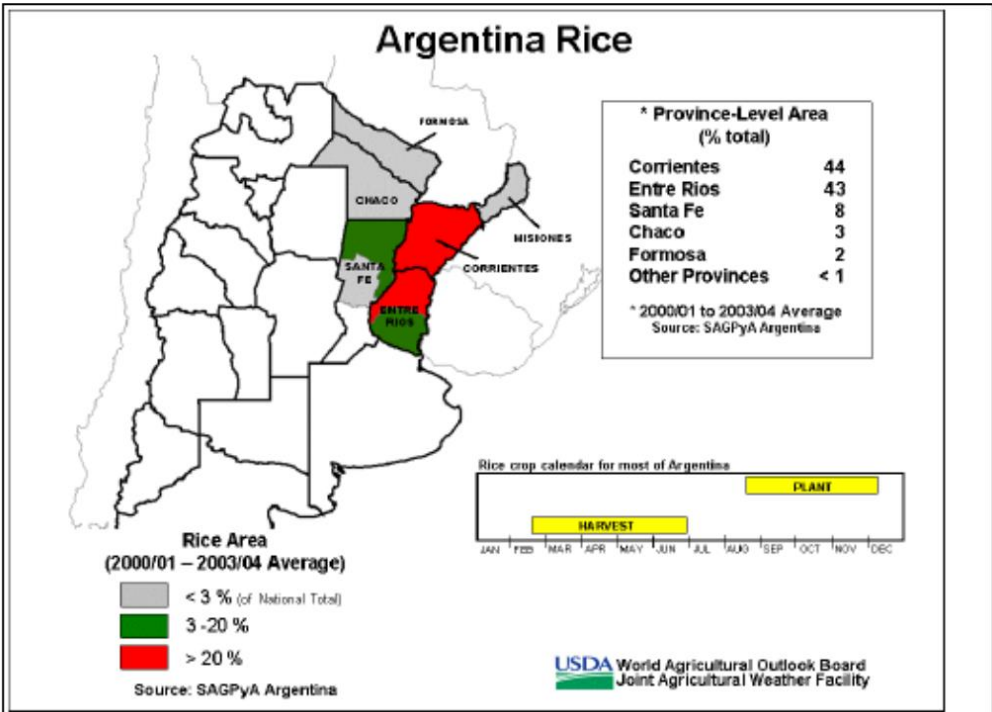 Argentina Rice
FORMOSA
CHACO
MISIONES
SANTA
FE
CORRIENTES
ENTRE
RIOS
* Province-Level Area
(% total)
Corrientes 44
Entre Rios 43
Santa Fe 8
Chaco 3
Formosa 2
Other Provinces < 1
* 2000/01 to 2003/04 Average
Source: SAGPyA Argentina
Rice crop calendar for most of Argentina
PLANT
HARVEST
JAN FEB MAR APR MAY JUN JUL AUG SEP OCT NOV DEC
Rice Area
(2000/01 – 2003/04 Average)
< 3 % (of National Total)
3 -20 %
> 20 %
Source: SAGPyA Argentina
USDA World Agricultural Outlook Board
Joint Agricultural Weather Facility